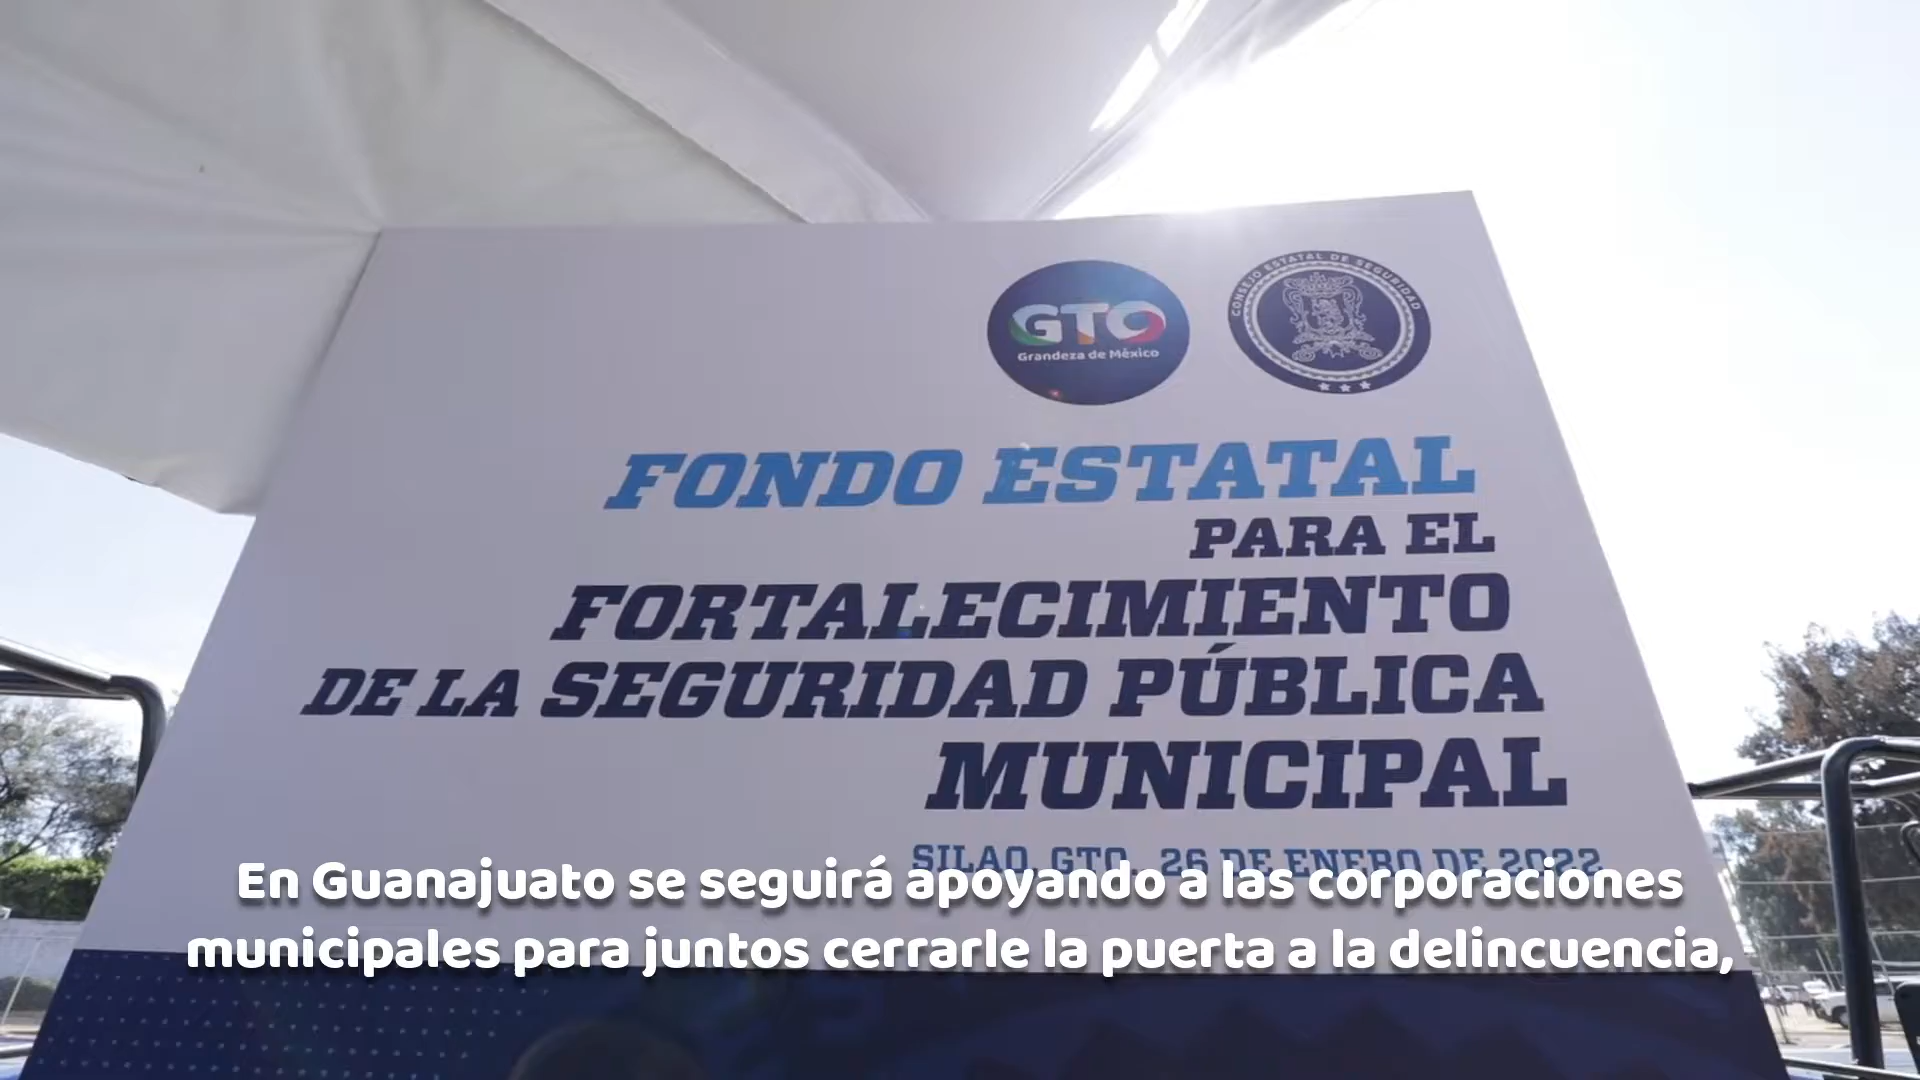 GTO
Grandeza de México
CONSEJO ESTATAL DE SEGURIDAD
FONDO ESTATAL
PARA EL
FORTALECIMIENTO
DE LA SEGURIDAD PÚBLICA
MUNICIPAL
SILAO, GTO. 26 DE ENERO DE 2022
En Guanajuato se seguirá apoyando a las corporaciones
municipales para juntos cerrarle la puerta a la delincuencia,